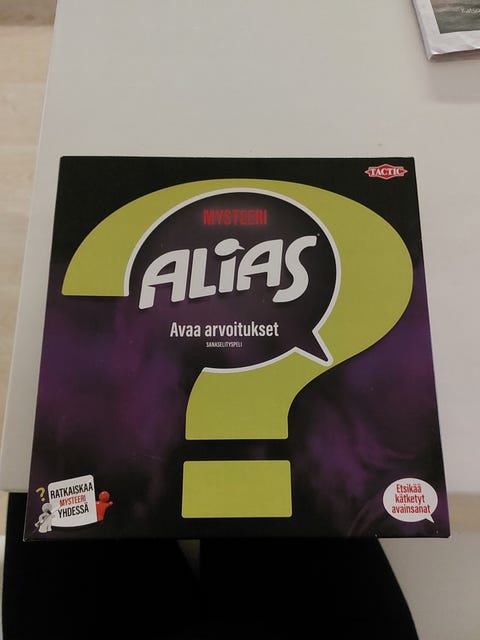 TACTIC
MYSTEERI
ALIAS
Avaa arvoitukset
SANASELITYSPELI
RATKAISKAA
MYSTEERI
YHDESSÄ
Etsikää
kätketyt
avainsanat